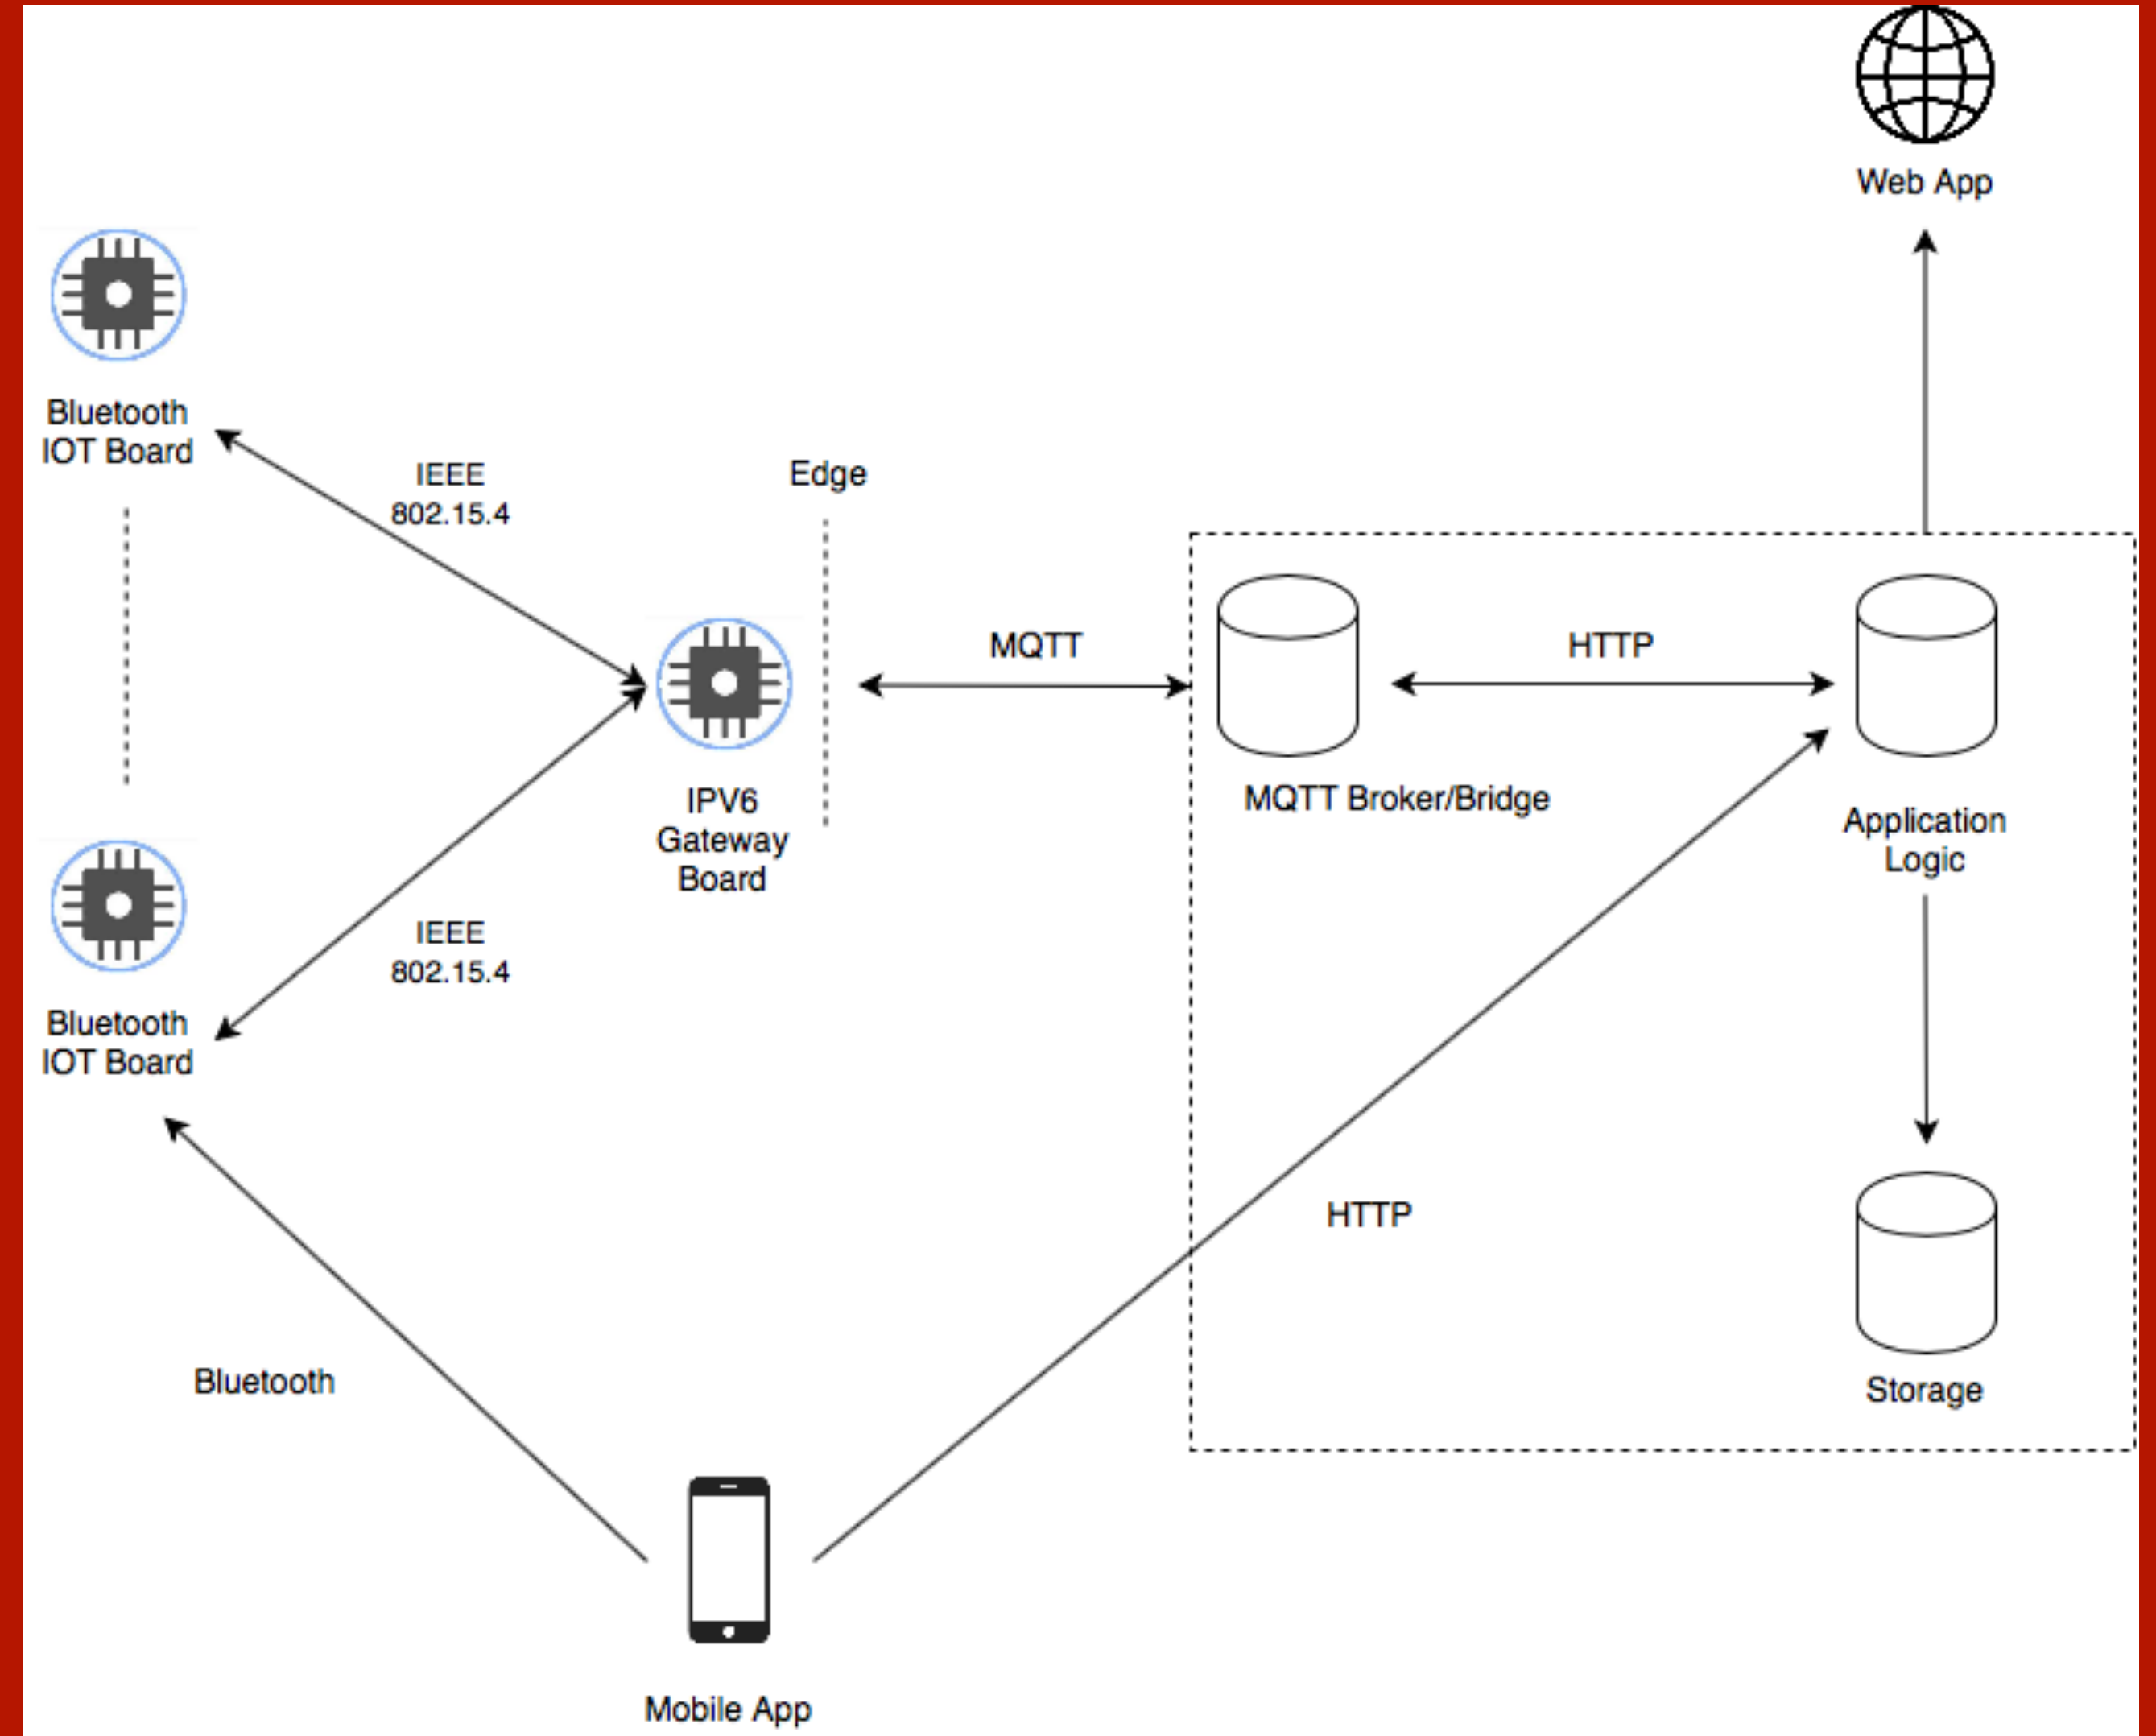 Web App
Bluetooth
IOT Board
IEEE
802.15.4
Edge
MQTT
HTTP
IPV6
Gateway
Board
MQTT Broker/Bridge
Application
Logic
IEEE
802.15.4
Bluetooth
IOT Board
HTTP
Bluetooth
Storage
Mobile App